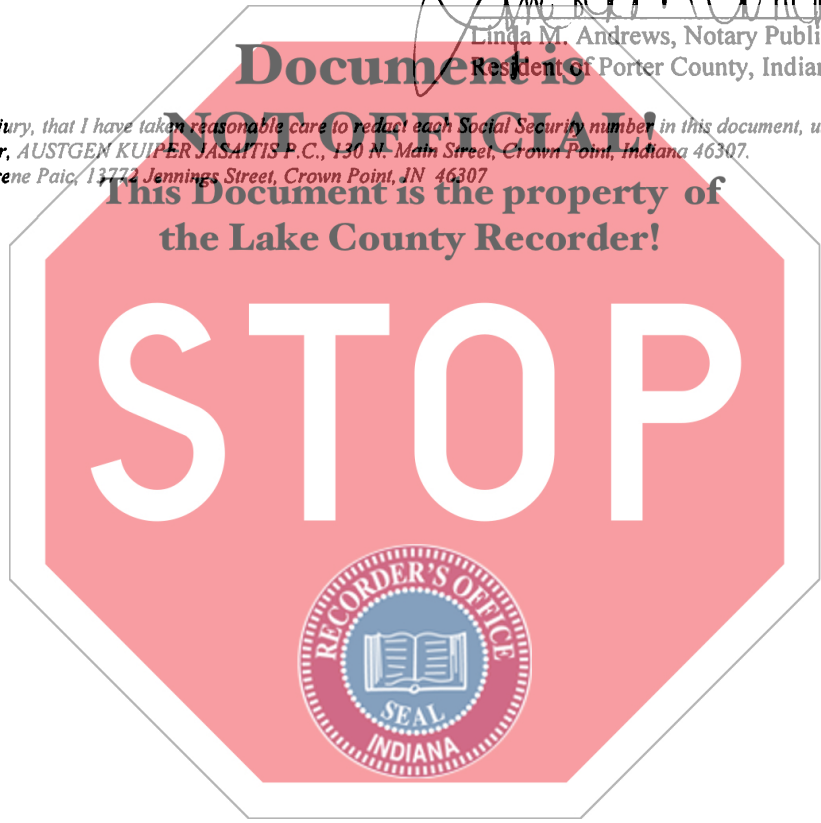 Linda M. Andrews, Notary Publi
Resident of Porter County, Indian
Document is
NOT OFFICIAL!
jury, that I have taken reasonable care to redact each Social Security number in this document, u
r, AUSTGEN KUIPER JASAITIS P.C., 130 N. Main Street, Crown Point, Indiana 46307.
ene Paic, 13772 Jennings Street, Crown Point, IN 46307
This Document is the property of
the Lake County Recorder!
STOP
RECORDER'S OFFICE
SEAL
INDIANA